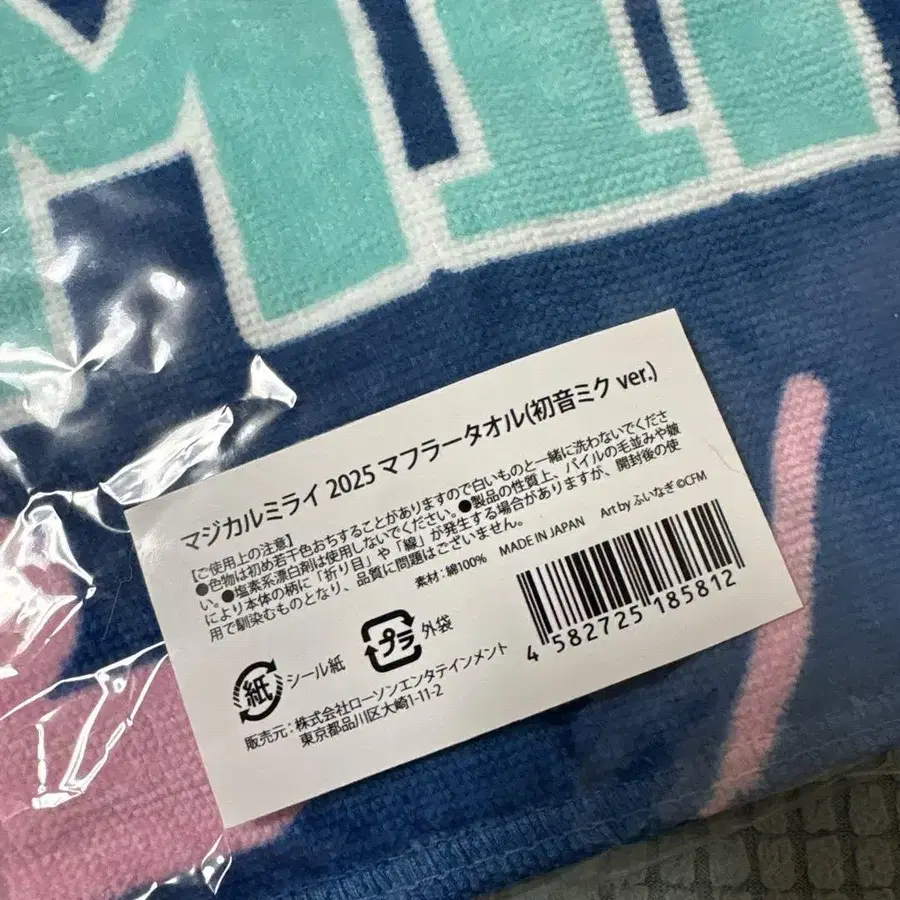 MI
マジカルミライ 2025 マフラータオル(初音ミク ver.)
【ご使用上の注意】
●色物は初め若干色おちすることがありますので白いものと一緒に洗わないでくださ
い。●塩素系漂白剤は使用しないでください。●製品の性質上、パイルの毛並みや皺
により本体の柄に「折り目」や「線」が発生する場合がありますが、開封後の使
用で馴染むものとなり、品質に問題はございません。
素材：綿100% MADE IN JAPAN Art by ふいなぎ ©CFM
紙 シール紙
プラ 外袋
4 582725 185812
販売元：株式会社ローソンエンタテインメント
東京都品川区大崎1-11-2